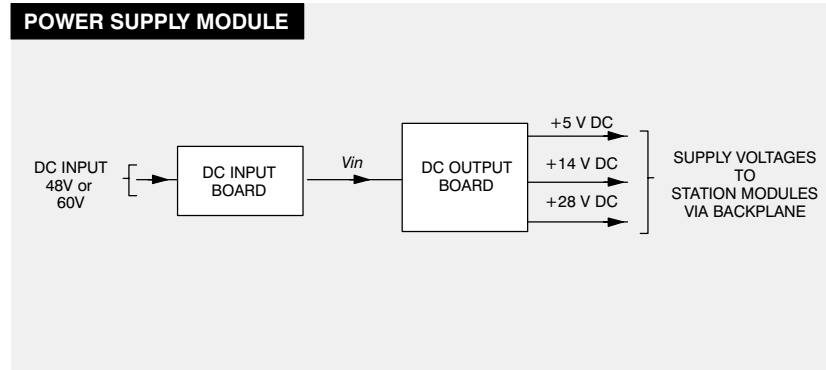 POWER SUPPLY MODULE
DC INPUT
48V or
60V
DC INPUT
BOARD
Vin
DC OUTPUT
BOARD
+5 V DC
+14 V DC
+28 V DC
SUPPLY VOLTAGES
TO
STATION MODULES
VIA BACKPLANE